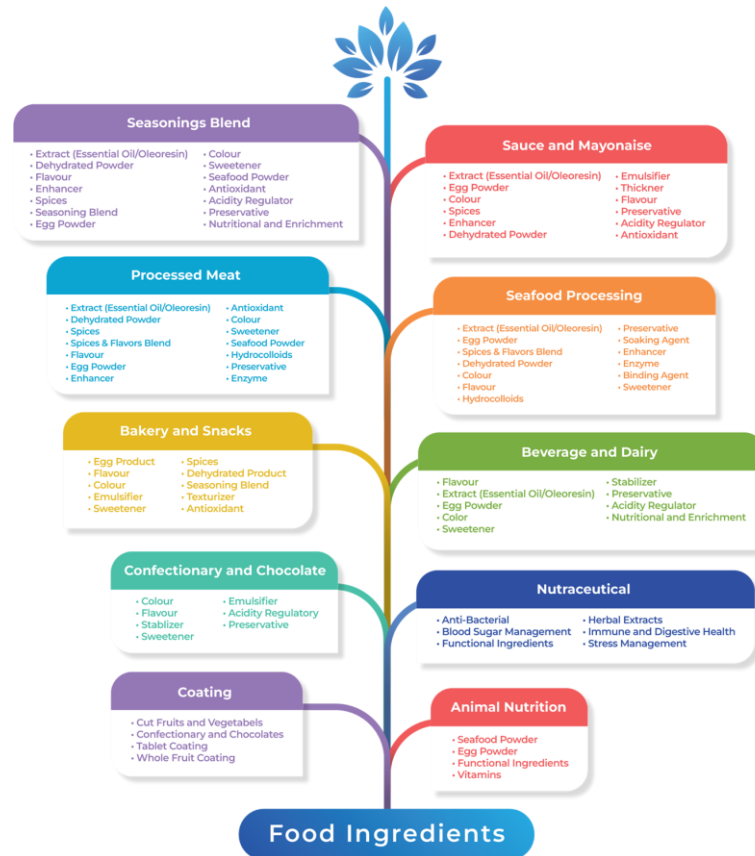 Seasonings Blend
• Extract (Essential Oil/Oleoresin)
• Dehydrated Powder
• Flavour
• Enhancer
• Spices
• Seasoning Blend
• Egg Powder
• Colour
• Sweetener
• Seafood Powder
• Antioxidant
• Acidity Regulator
• Preservative
• Nutritional and Enrichment
Sauce and Mayonaise
• Extract (Essential Oil/Oleoresin)
• Egg Powder
• Colour
• Spices
• Enhancer
• Dehydrated Powder
• Emulsifier
• Thickner
• Flavour
• Preservative
• Acidity Regulator
• Antioxidant
Processed Meat
• Extract (Essential Oil/Oleoresin)
• Dehydrated Powder
• Spices
• Spices & Flavors Blend
• Flavour
• Egg Powder
• Enhancer
• Antioxidant
• Colour
• Sweetener
• Seafood Powder
• Hydrocolloids
• Preservative
• Enzyme
Seafood Processing
• Extract (Essential Oil/Oleoresin)
• Egg Powder
• Spices & Flavors Blend
• Dehydrated Powder
• Colour
• Flavour
• Hydrocolloids
• Preservative
• Soaking Agent
• Enhancer
• Enzyme
• Binding Agent
• Sweetener
Bakery and Snacks
• Egg Product
• Flavour
• Colour
• Emulsifier
• Sweetener
• Spices
• Dehydrated Product
• Seasoning Blend
• Texturizer
• Antioxidant
Beverage and Dairy
• Flavour
• Extract (Essential Oil/Oleoresin)
• Egg Powder
• Color
• Sweetener
• Stabilizer
• Preservative
• Acidity Regulator
• Nutritional and Enrichment
Confectionary and Chocolate
• Colour
• Flavour
• Stablizer
• Sweetener
• Emulsifier
• Acidity Regulatory
• Preservative
Nutraceutical
• Anti-Bacterial
• Blood Sugar Management
• Functional Ingredients
• Herbal Extracts
• Immune and Digestive Health
• Stress Management
Coating
• Cut Fruits and Vegetabels
• Confectionary and Chocolates
• Tablet Coating
• Whole Fruit Coating
Animal Nutrition
• Seafood Powder
• Egg Powder
• Functional Ingredients
• Vitamins
Food Ingredients